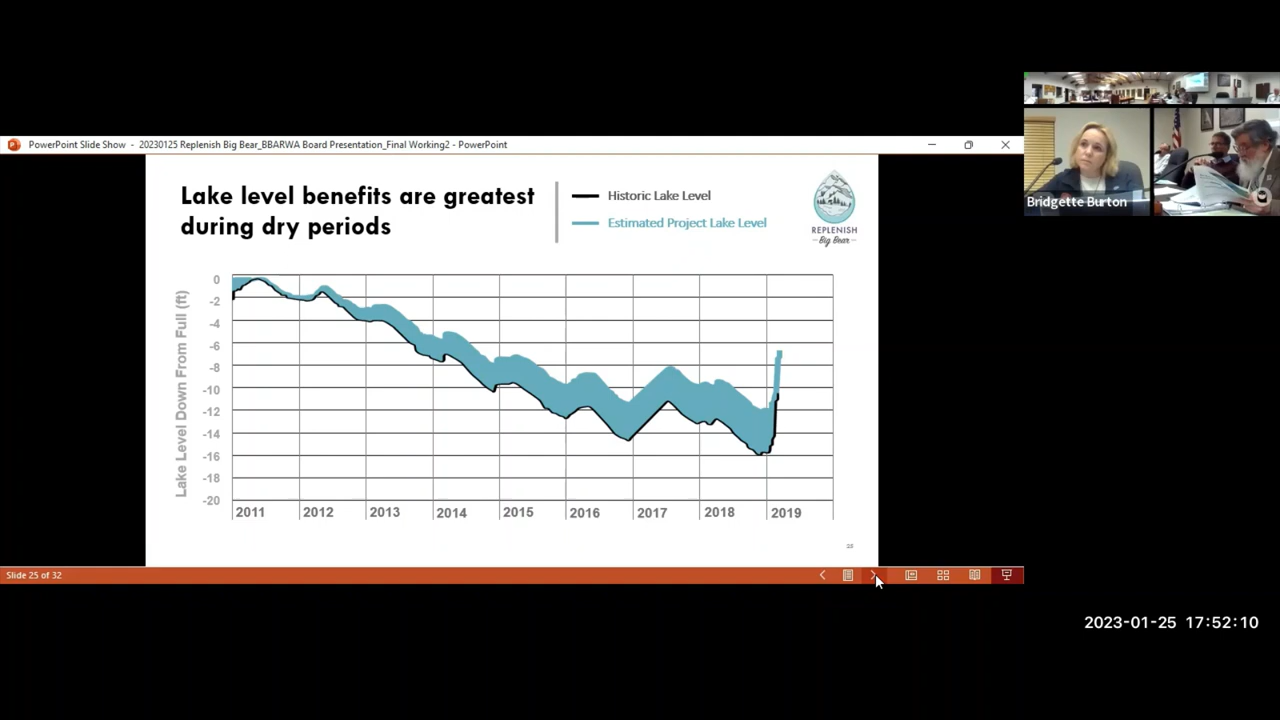 PowerPoint Slide Show - 20230125 Replenish Big Bear_BBARWA Board Presentation_Final Working2 - PowerPoint
Lake level benefits are greatest
during dry periods
Historic Lake Level
Estimated Project Lake Level
REPLENISH
Big Bear
Lake Level Down From Full (ft)
0
-2
-4
-6
-8
-10
-12
-14
-16
-18
-20
2011 2012 2013 2014 2015 2016 2017 2018 2019
25
Slide 25 of 32
Bridgette Burton
2023-01-25 17:52:10